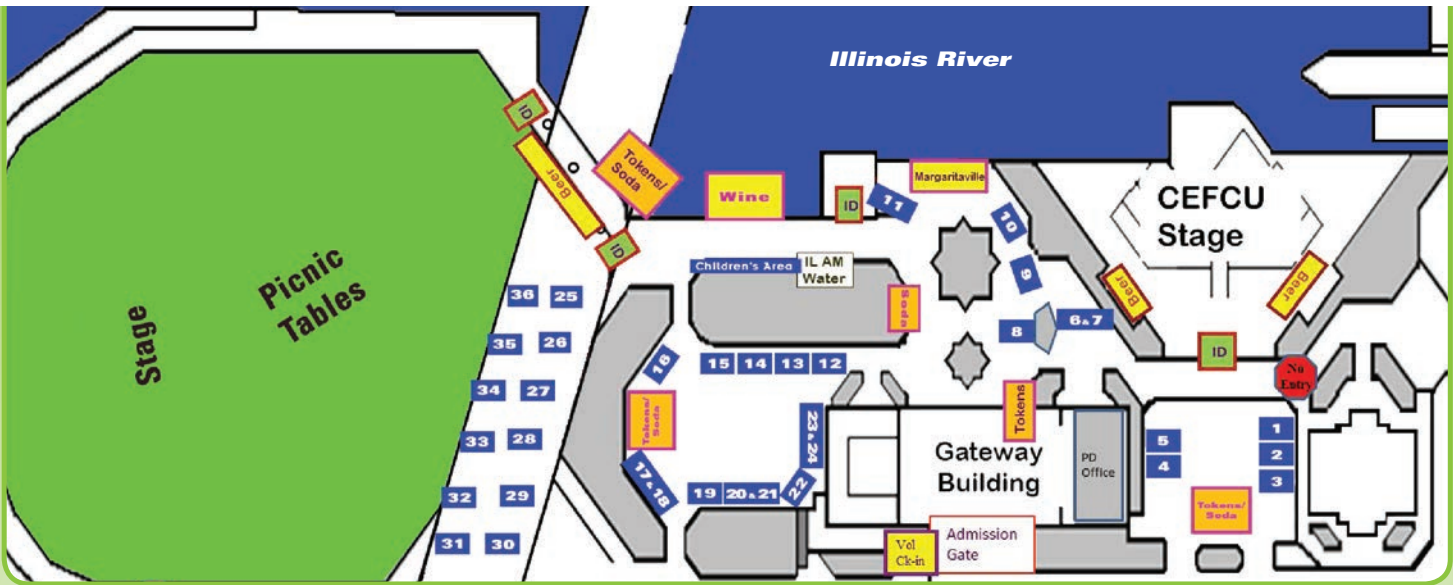 Illinois River
ID
Beer
Tokens/
Soda
ID
Wine
ID
11
Margaritaville
10
9
CEFCU
Stage
Beer
Beer
ID
No
Entry
Children's Area
IL AM
Water
Soda
8
6 & 7
Stage
Picnic
Tables
36
25
35
26
34
27
33
28
32
29
31
30
16
15
14
13
12
Tokens/
Soda
17 & 18
19
20 & 21
22
23 & 24
Tokens
Gateway
Building
PD
Office
Vol
Ck-in
Admission
Gate
5
4
1
2
3
Tokens/
Soda